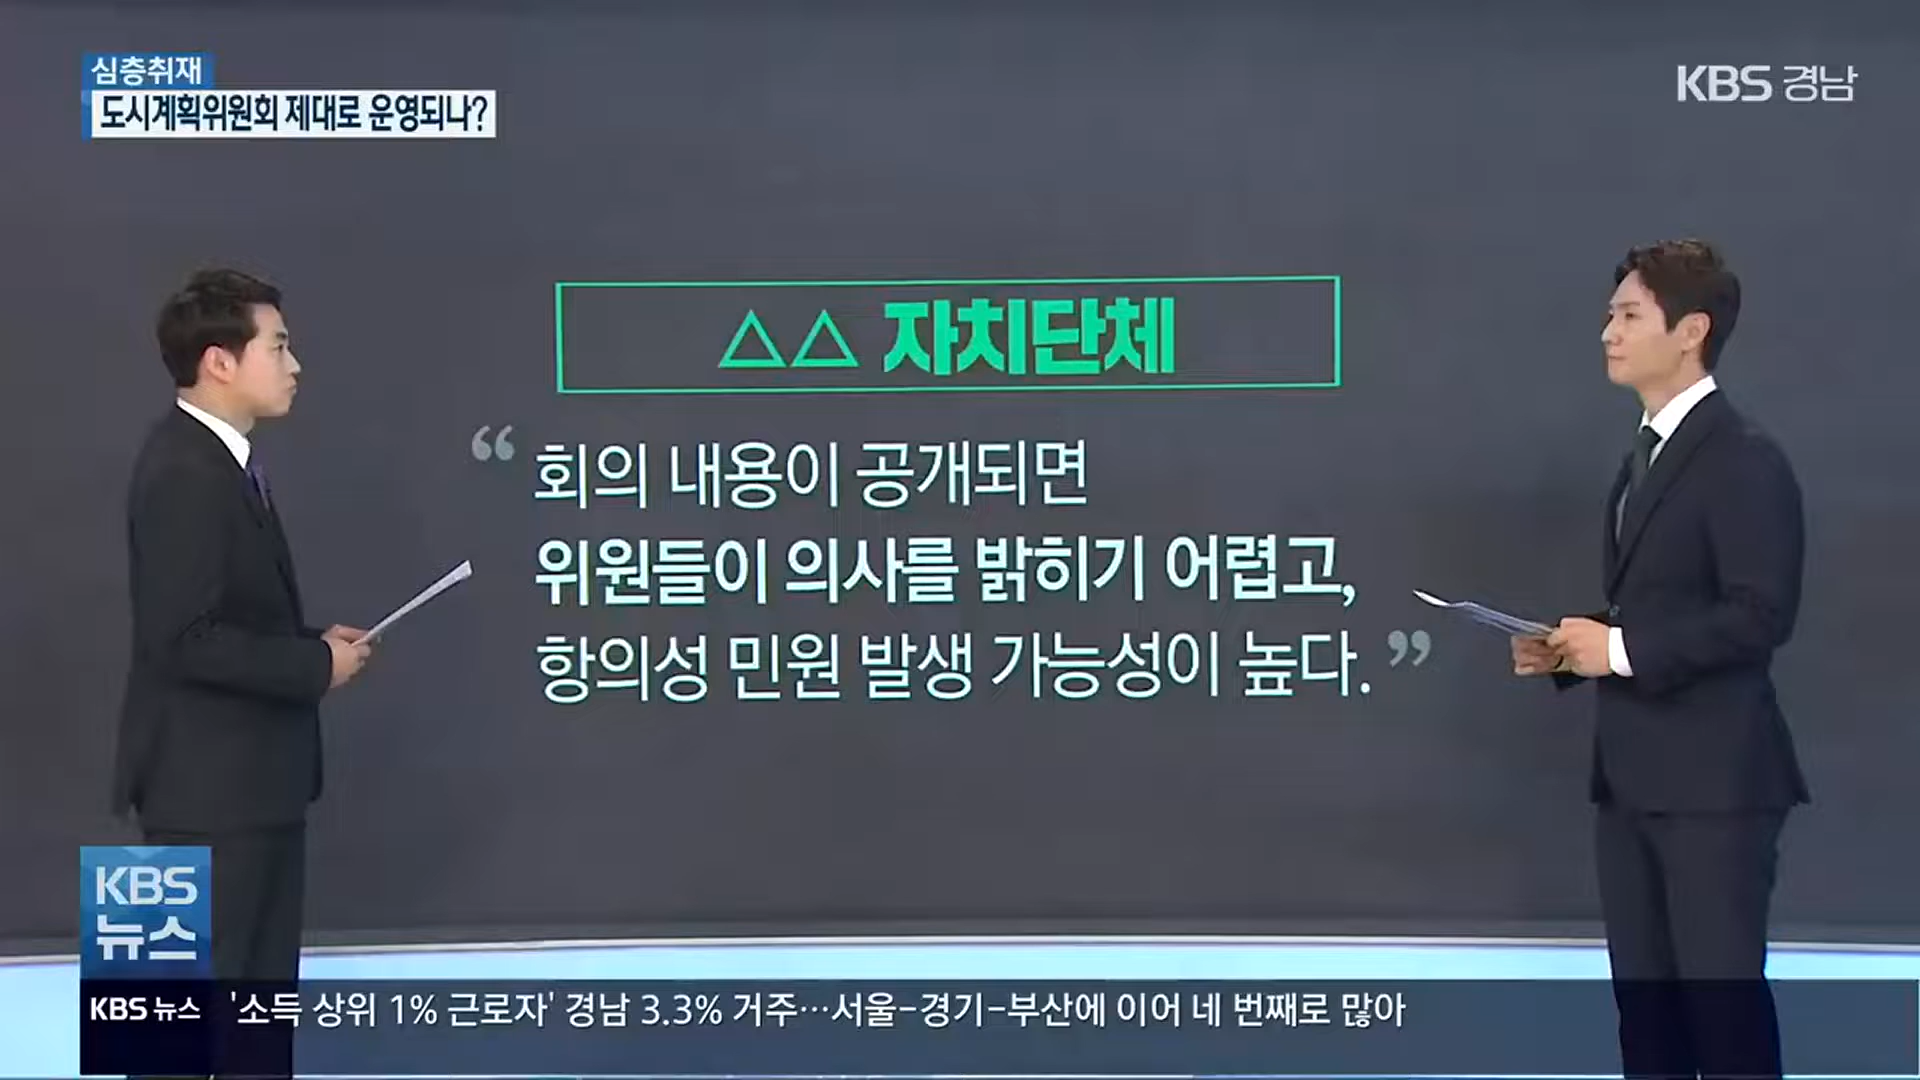 심층취재
도시계획위원회 제대로 운영되나?
KBS 경남
△△ 자치단체
“회의 내용이 공개되면
위원들이 의사를 밝히기 어렵고,
항의성 민원 발생 가능성이 높다.”
KBS
뉴스
KBS 뉴스 '소득 상위 1% 근로자' 경남 3.3% 거주…서울-경기-부산에 이어 네 번째로 많아